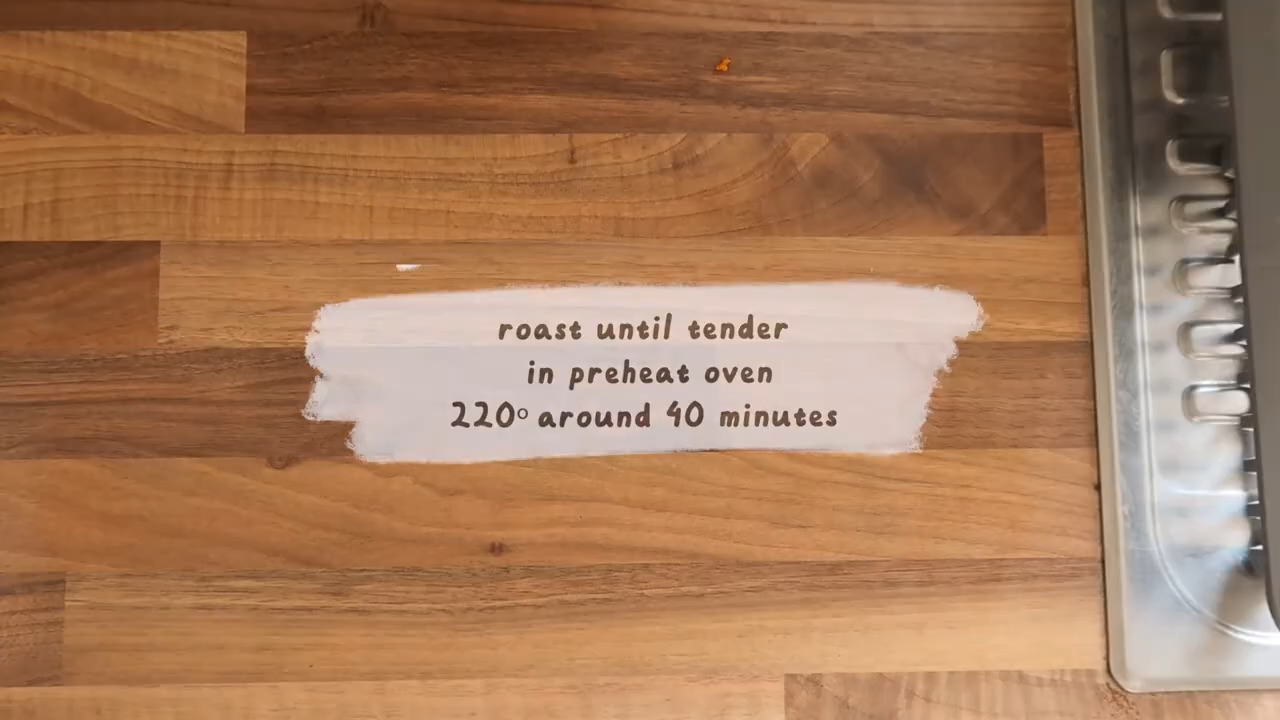 roast until tender
in preheat oven
220° around 40 minutes